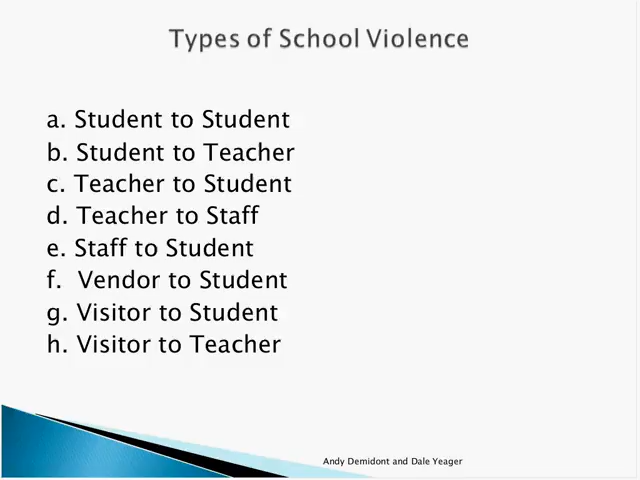 Types of School Violence
a. Student to Student
b. Student to Teacher
c. Teacher to Student
d. Teacher to Staff
e. Staff to Student
f.  Vendor to Student
g. Visitor to Student
h. Visitor to Teacher
Andy Demidont and Dale Yeager